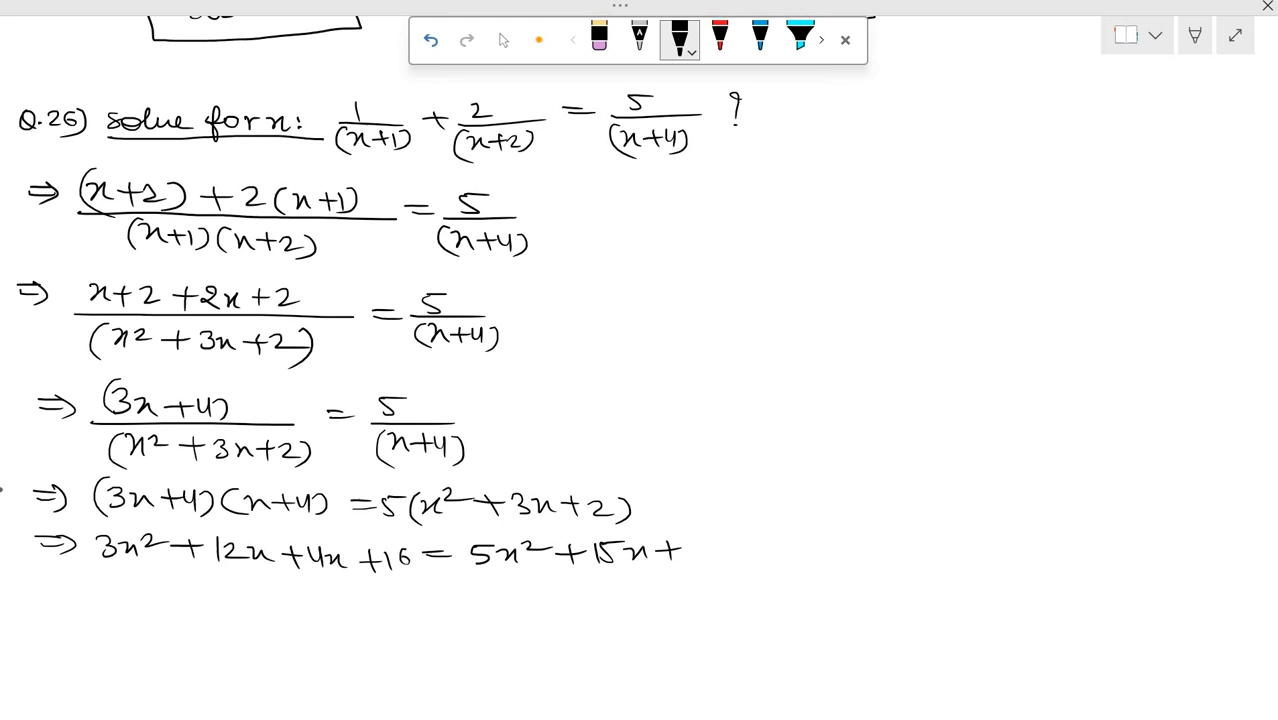 Q.26) solve for x: 1/(x+1) + 2/(x+2) = 5/(x+4) ?
⇒ (x+2) + 2(x+1)/(x+1)(x+2) = 5/(x+4)
⇒ x+2+2x+2/(x²+3x+2) = 5/(x+4)
⇒ (3x+4)/(x²+3x+2) = 5/(x+4)
⇒ (3x+4)(x+4) = 5(x²+3x+2)
⇒ 3x²+12x+4x+16 = 5x²+15x+